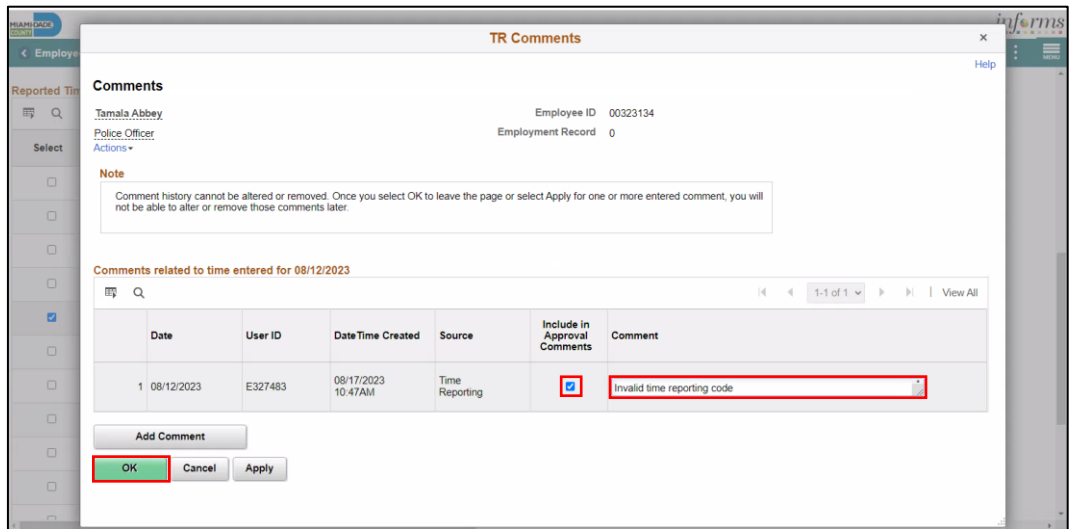 MIAMI-DADE
COUNTY
informs
Employe
MENU
Reported Tim
Select
TR Comments
×
Help
Comments
Tamala Abbey
Employee ID 00323134
Police Officer
Employment Record 0
Actions
Note
Comment history cannot be altered or removed. Once you select OK to leave the page or select Apply for one or more entered comment, you will
not be able to alter or remove those comments later.
Comments related to time entered for 08/12/2023
1-1 of 1
View All
Date User ID DateTime Created Source Include in Approval Comments Comment
1 08/12/2023 E327483 08/17/2023 10:47AM Time Reporting Invalid time reporting code
Add Comment
OK Cancel Apply